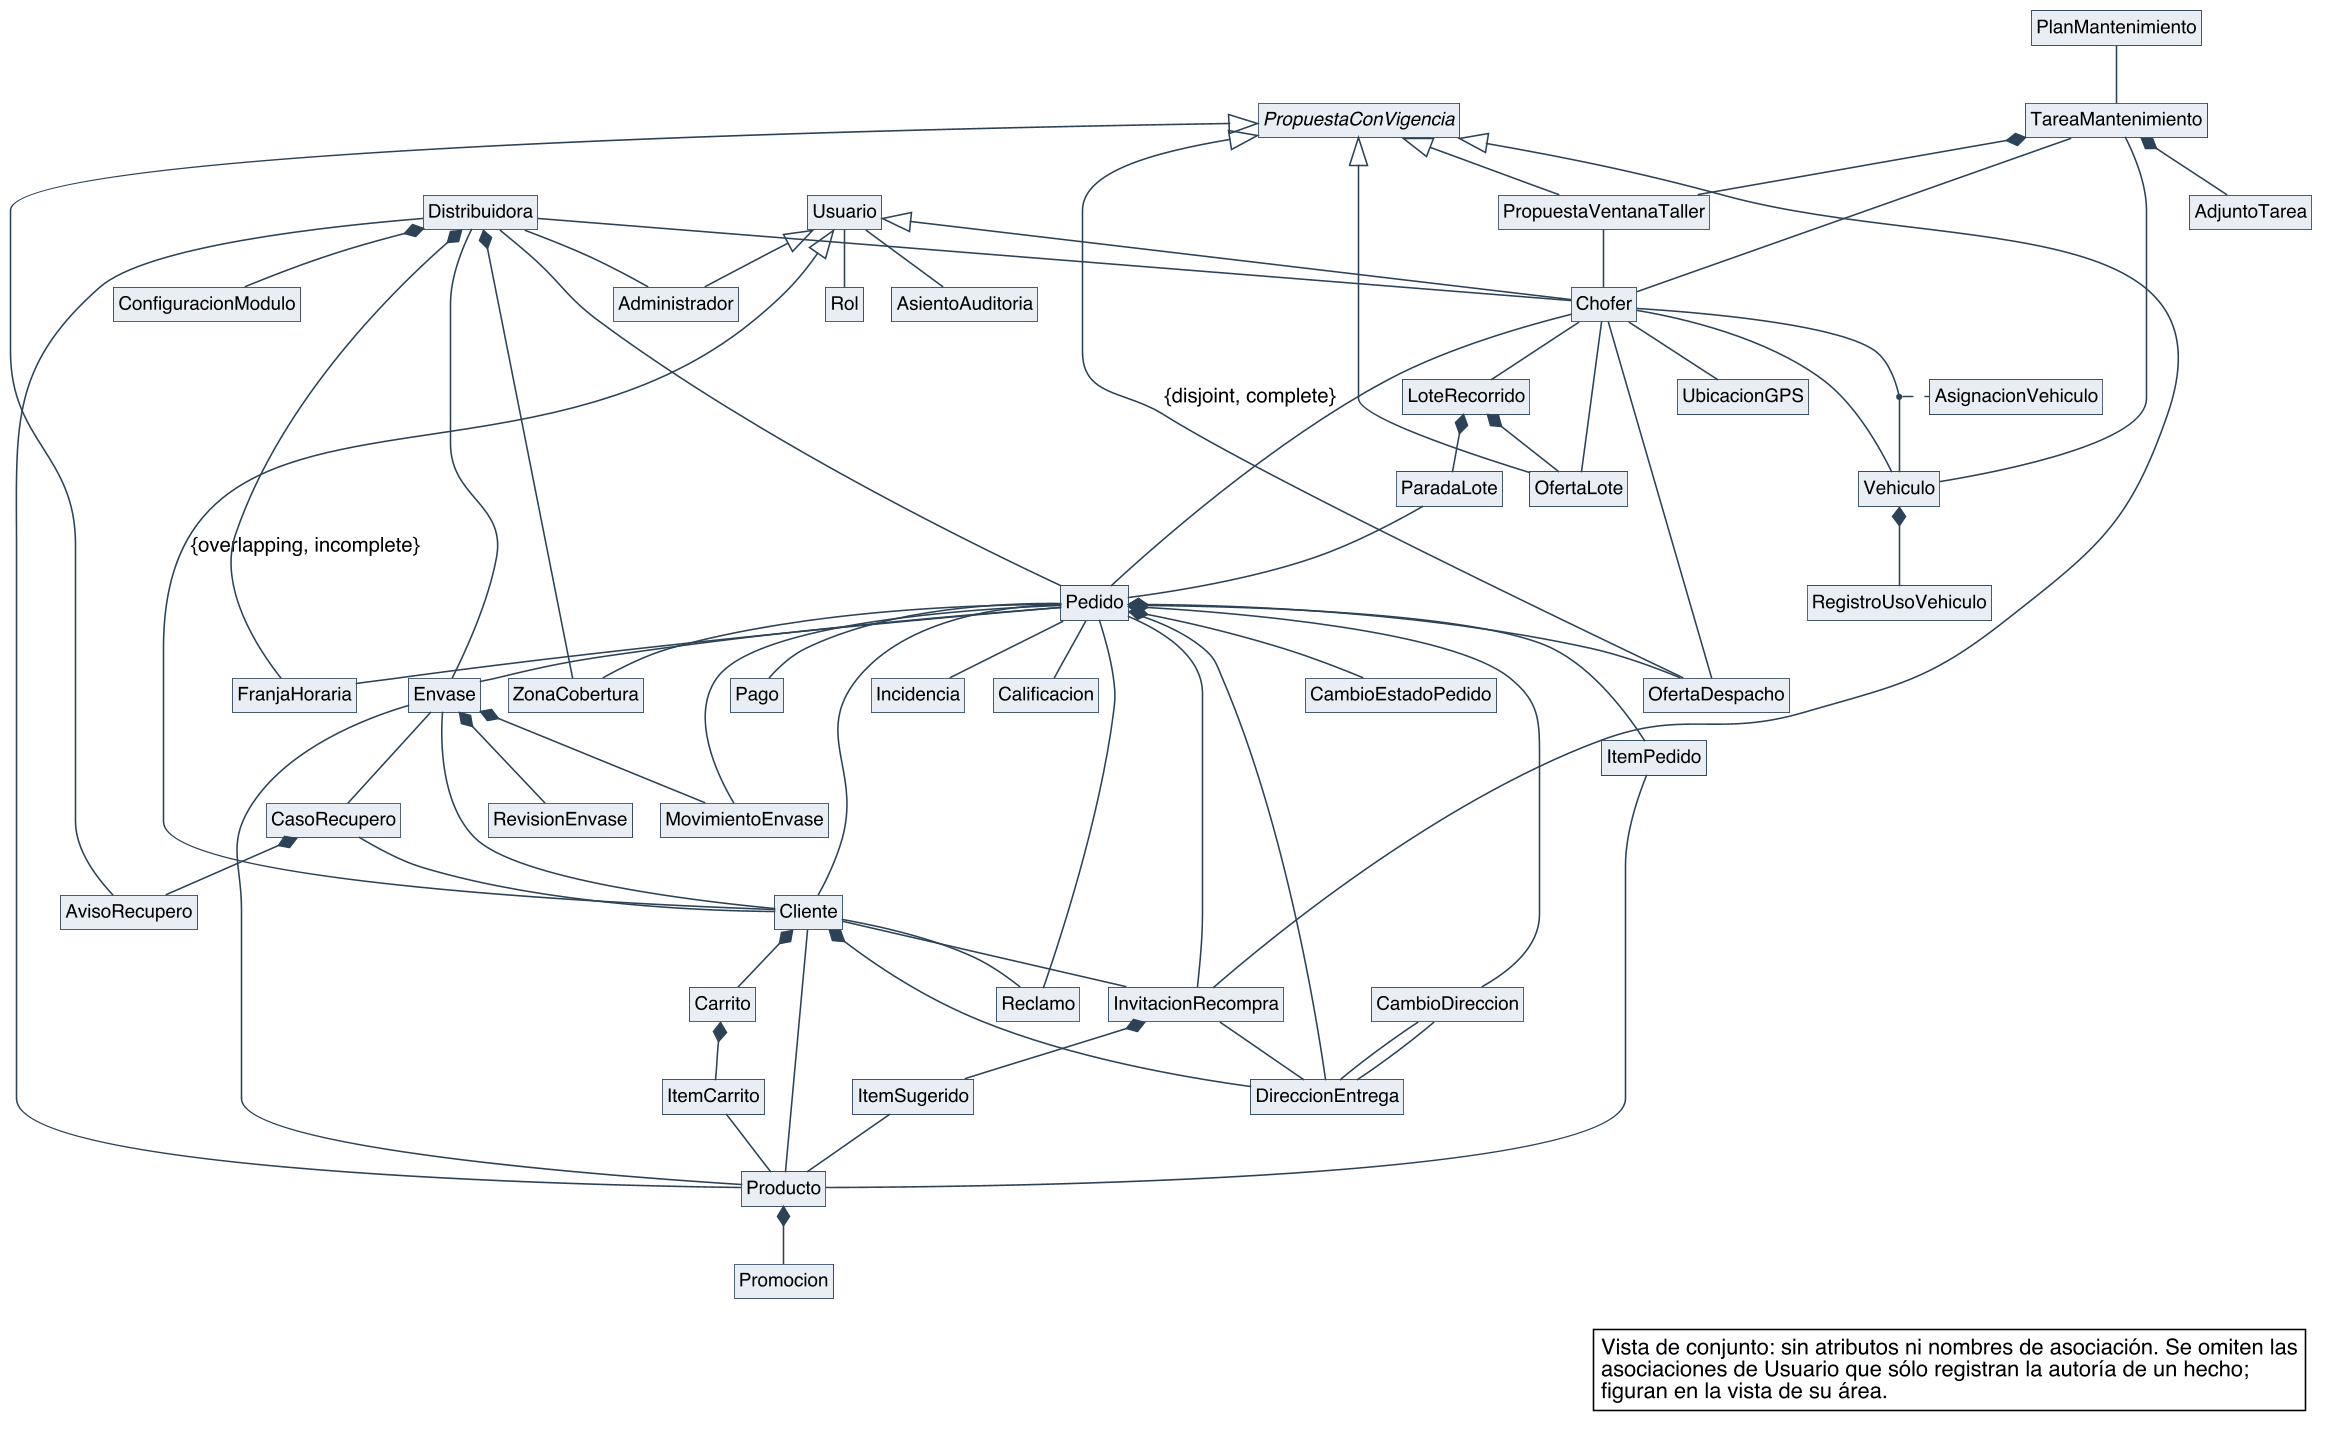 PlanMantenimiento
PropuestaConVigencia
TareaMantenimiento
Distribuidora
Usuario
PropuestaVentanaTaller
AdjuntoTarea
ConfiguracionModulo
Administrador
Rol
AsientoAuditoria
Chofer
{disjoint, complete}
LoteRecorrido
UbicacionGPS
AsignacionVehiculo
ParadaLote
OfertaLote
Vehiculo
{overlapping, incomplete}
Pedido
RegistroUsoVehiculo
FranjaHoraria
Envase
ZonaCobertura
Pago
Incidencia
Calificacion
CambioEstadoPedido
OfertaDespacho
ItemPedido
CasoRecupero
RevisionEnvase
MovimientoEnvase
AvisoRecupero
Cliente
Carrito
Reclamo
InvitacionRecompra
CambioDireccion
ItemCarrito
ItemSugerido
DireccionEntrega
Producto
Promocion
Vista de conjunto: sin atributos ni nombres de asociación. Se omiten las
asociaciones de Usuario que sólo registran la autoría de un hecho;
figuran en la vista de su área.